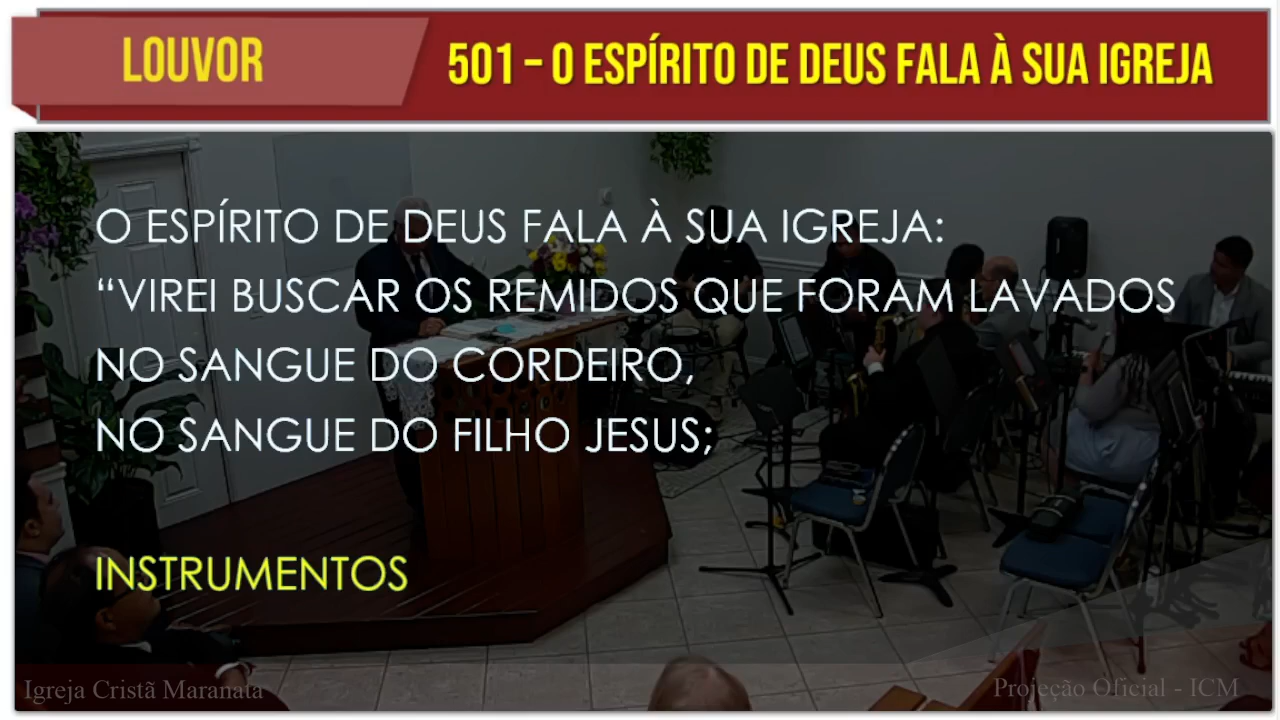 LOUVOR
501 – O ESPÍRITO DE DEUS FALA À SUA IGREJA
O ESPÍRITO DE DEUS FALA À SUA IGREJA:
“VIREI BUSCAR OS REMIDOS QUE FORAM LAVADOS
NO SANGUE DO CORDEIRO,
NO SANGUE DO FILHO JESUS;
INSTRUMENTOS
Igreja Cristã Maranata
Projeção Oficial - ICM